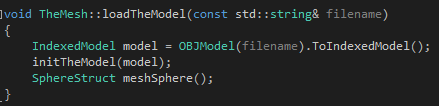 void TheMesh::loadTheModel(const std::string& filename)
{
    IndexedModel model = OBJModel(filename).ToIndexedModel();
    initTheModel(model);
    SphereStruct meshSphere();
}